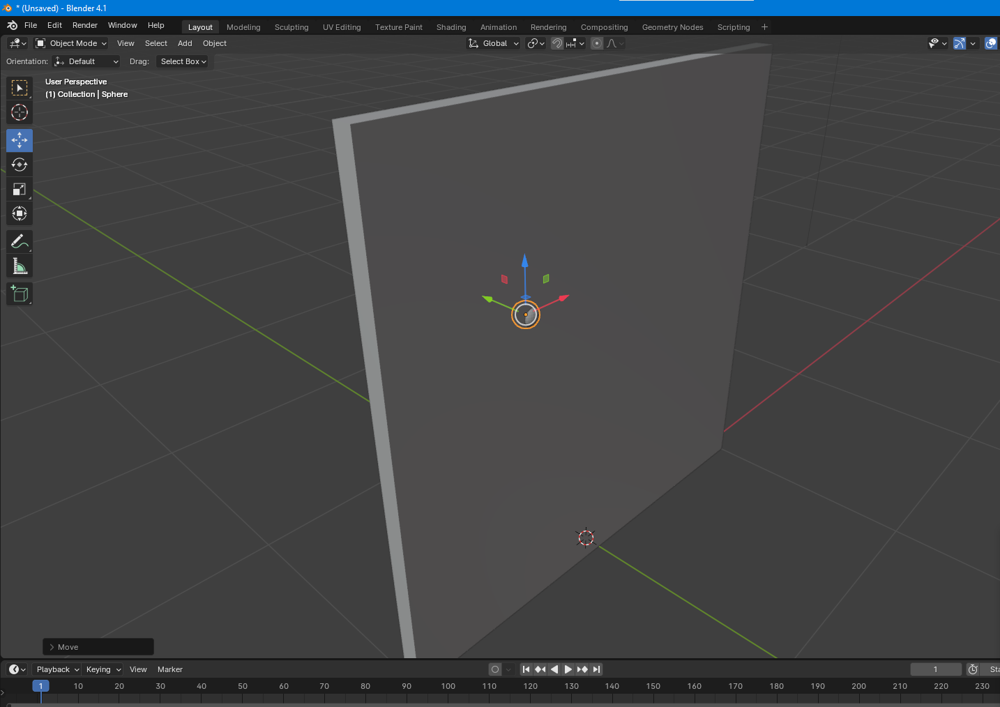 * (Unsaved) - Blender 4.1
File Edit Render Window Help Layout Modeling Sculpting UV Editing Texture Paint Shading Animation Rendering Compositing Geometry Nodes Scripting +
Object Mode View Select Add Object Global
Orientation: Default Drag: Select Box
User Perspective
(1) Collection | Sphere
Move
Playback Keying View Marker 1 Sta
1 10 20 30 40 50 60 70 80 90 100 110 120 130 140 150 160 170 180 190 200 210 220 230